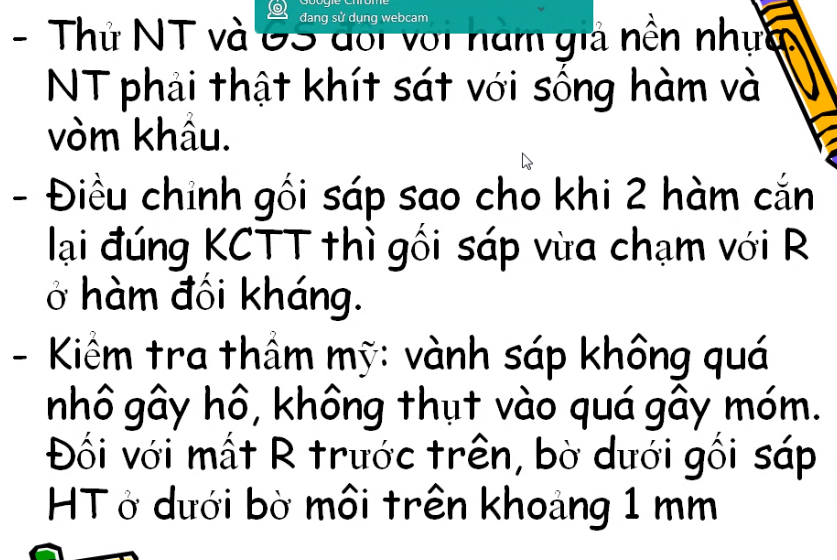 Google Chrome
đang sử dụng webcam
- Thử NT và GS đối với hàm giả nền nhựa.
NT phải thật khít sát với sống hàm và
vòm khẩu.
- Điều chỉnh gối sáp sao cho khi 2 hàm cắn
lại đúng KCTT thì gối sáp vừa chạm với R
ở hàm đối kháng.
- Kiểm tra thẩm mỹ: vành sáp không quá
nhô gây hô, không thụt vào quá gây móm.
Đối với mất R trước trên, bờ dưới gối sáp
HT ở dưới bờ môi trên khoảng 1 mm